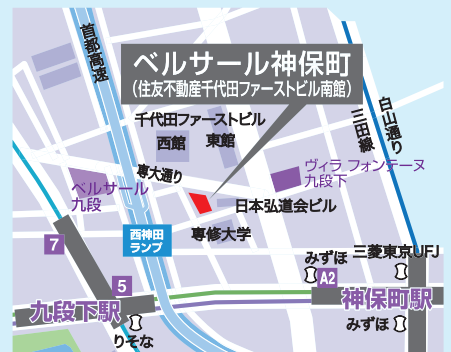 首都高速
ベルサール神保町
（住友不動産千代田ファーストビル南館）
千代田ファーストビル
西館
東館
白山通り
三田線
専大通り
ヴィラ フォンテーヌ
九段下
ベルサール
九段
日本弘道会ビル
専修大学
西神田
ランプ
7
5
みずほ
三菱東京UFJ
A2
九段下駅
神保町駅
りそな
みずほ